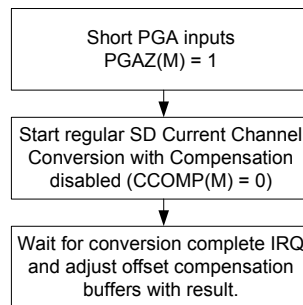 Short PGA inputs
PGAZ(M) = 1
Start regular SD Current Channel
Conversion with Compensation
disabled (CCOMP(M) = 0)
Wait for conversion complete IRQ
and adjust offset compensation
buffers with result.